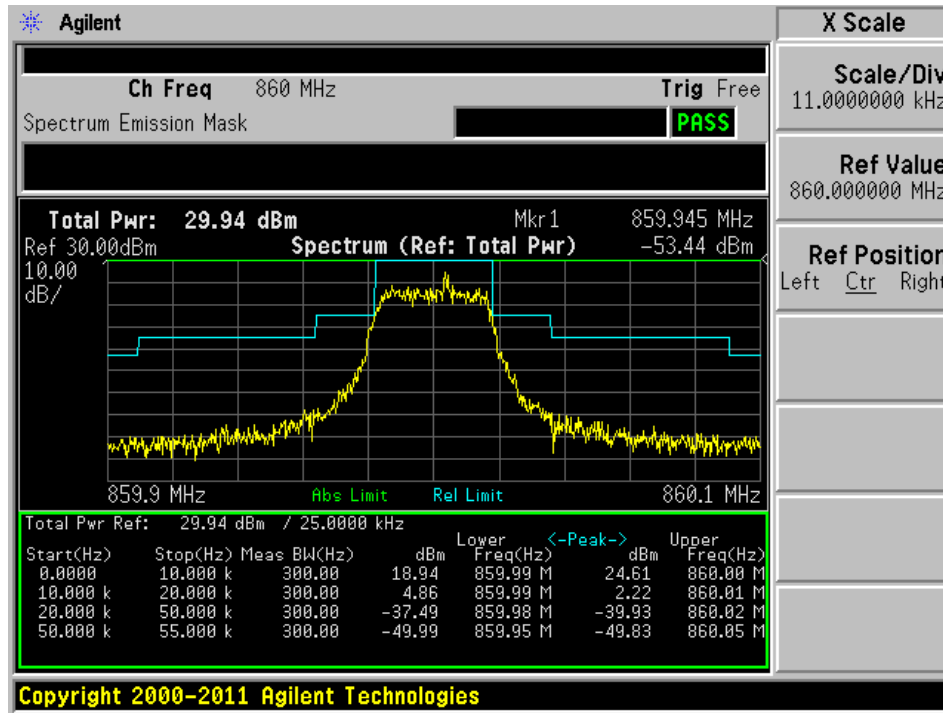 Agilent
X Scale
Ch Freq 860 MHz Trig Free
Spectrum Emission Mask PASS
Scale/Div
11.0000000 kHz
Ref Value
860.000000 MHz
Ref Position
Left Ctr Right
Total Pwr: 29.94 dBm Mkr1 859.945 MHz
Ref 30.00dBm Spectrum (Ref: Total Pwr) -53.44 dBm
10.00
dB/
859.9 MHz Abs Limit Rel Limit 860.1 MHz
Total Pwr Ref: 29.94 dBm / 25.0000 kHz
Lower <-Peak-> Upper
Start(Hz) Stop(Hz) Meas BW(Hz) dBm Freq(Hz) dBm Freq(Hz)
0.0000 10.000 k 300.00 18.94 859.99 M 24.61 860.00 M
10.000 k 20.000 k 300.00 4.86 859.99 M 2.22 860.01 M
20.000 k 50.000 k 300.00 -37.49 859.98 M -39.93 860.02 M
50.000 k 55.000 k 300.00 -49.99 859.95 M -49.83 860.05 M
Copyright 2000-2011 Agilent Technologies